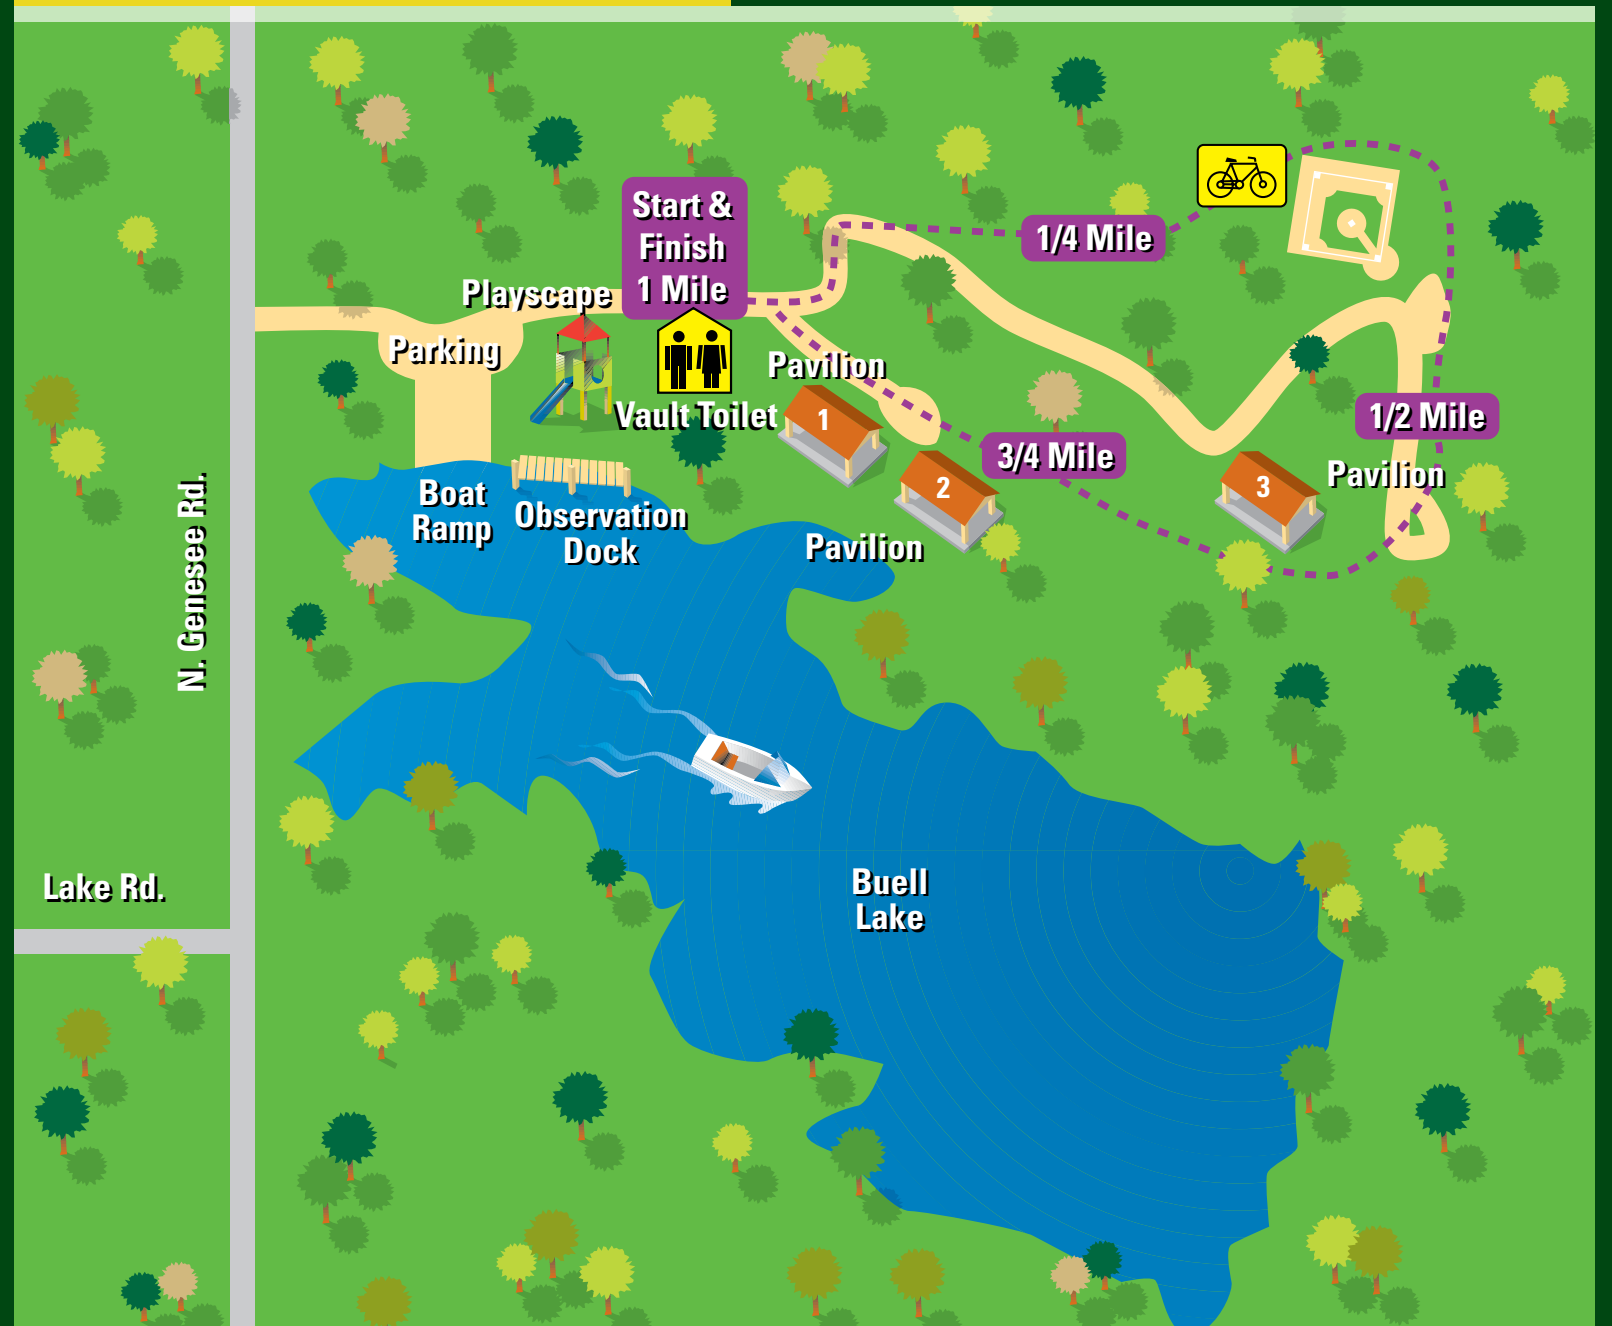 Start &
Finish
1 Mile
1/4 Mile
Playscape
Parking
Pavilion
Vault Toilet
1
1/2 Mile
3/4 Mile
2
3
Pavilion
Boat
Ramp
Observation
Dock
Pavilion
N. Genesee Rd.
Lake Rd.
Buell
Lake